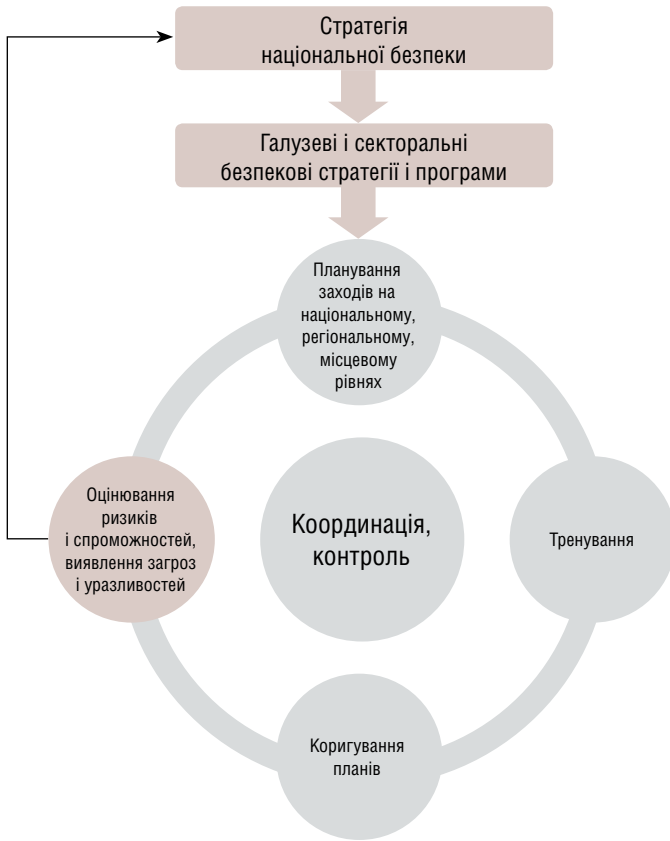 Стратегія
національної безпеки
Галузеві і секторальні
безпекові стратегії і програми
Планування
заходів на
національному,
регіональному,
місцевому
рівнях
Оцінювання
ризиків
і спроможностей,
виявлення загроз
і уразливостей
Координація,
контроль
Тренування
Коригування
планів